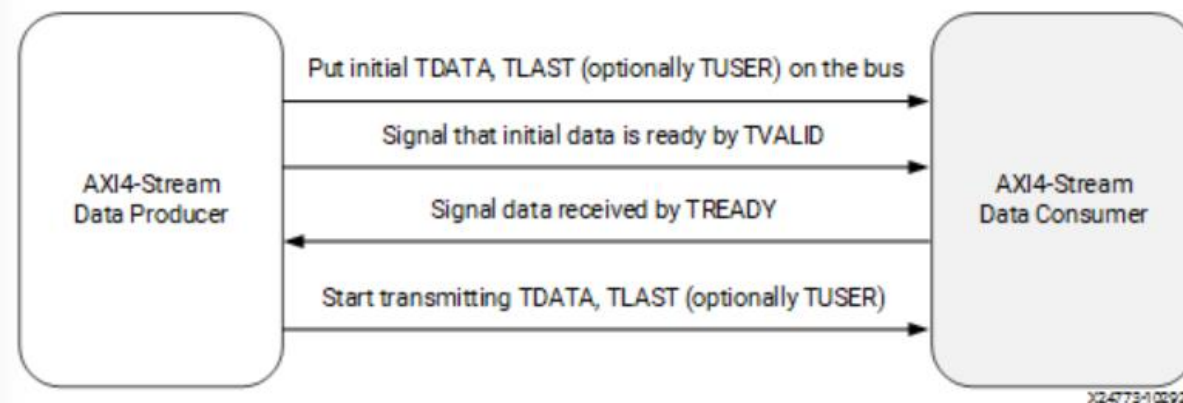 Put initial TDATA, TLAST (optionally TUSER) on the bus
Signal that initial data is ready by TVALID
AXI4-Stream
Data Producer
Signal data received by TREADY
AXI4-Stream
Data Consumer
Start transmitting TDATA, TLAST (optionally TUSER)